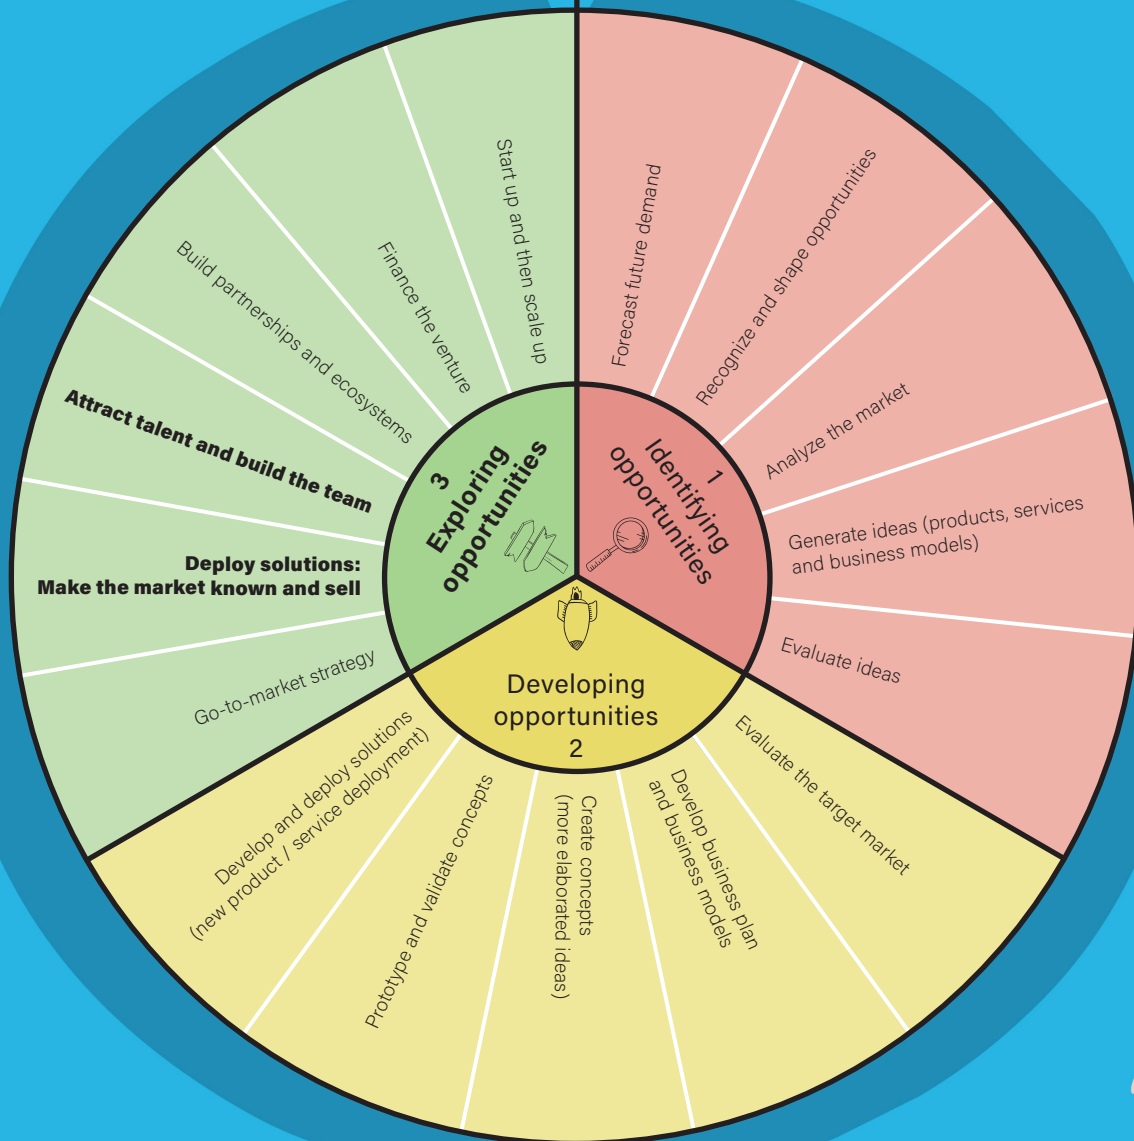 1
Identifying
opportunities
Forecast future demand
Recognize and shape opportunities
Analyze the market
Generate ideas (products, services
and business models)
Evaluate ideas
Developing
opportunities
2
Evaluate the target market
Develop business plan
and business models
Create concepts
(more elaborated ideas)
Prototype and validate concepts
Develop and deploy solutions
(new product / service deployment)
3
Exploring
opportunities
Go-to-market strategy
Deploy solutions:
Make the market known and sell
Attract talent and build the team
Build partnerships and ecosystems
Finance the venture
Start up and then scale up